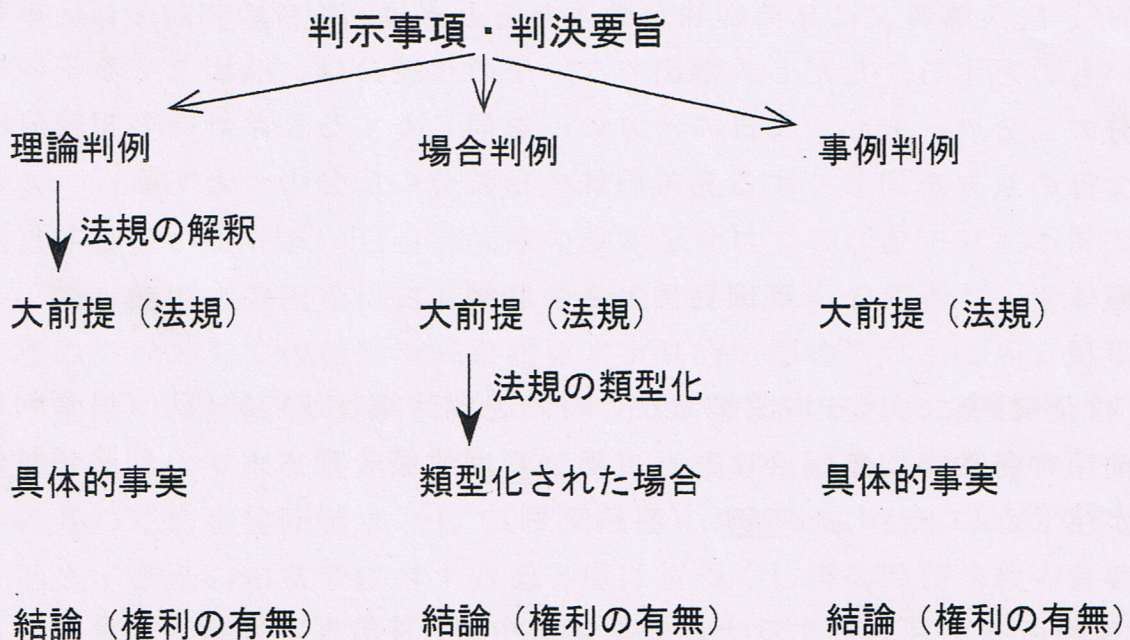 判示事項・判決要旨
理論判例
場合判例
事例判例
法規の解釈
大前提（法規）
大前提（法規）
大前提（法規）
法規の類型化
具体的事実
類型化された場合
具体的事実
結論（権利の有無）
結論（権利の有無）
結論（権利の有無）